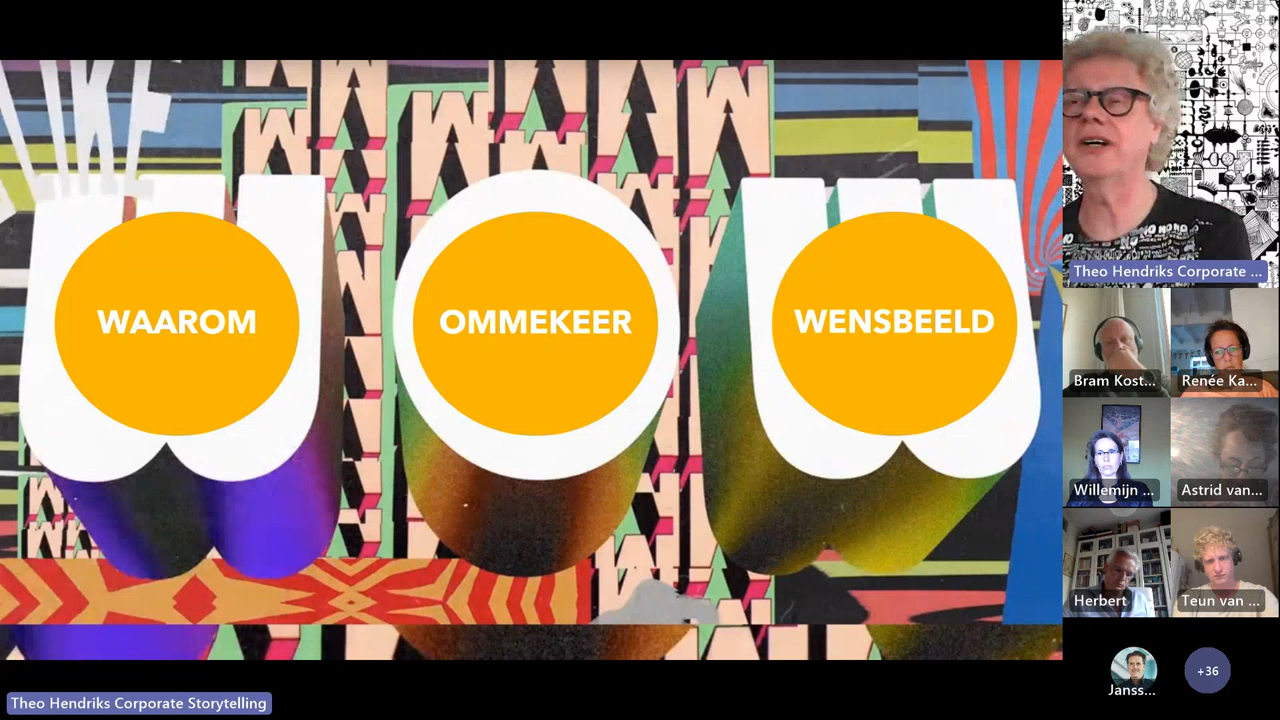 WOW
WAAROM
OMMEKEER
WENSBEELD
Theo Hendriks Corporate ...
Bram Kost...
Renée Ka...
Willemijn ...
Astrid van...
Herbert
Teun van ...
Janss...
+36
Theo Hendriks Corporate Storytelling